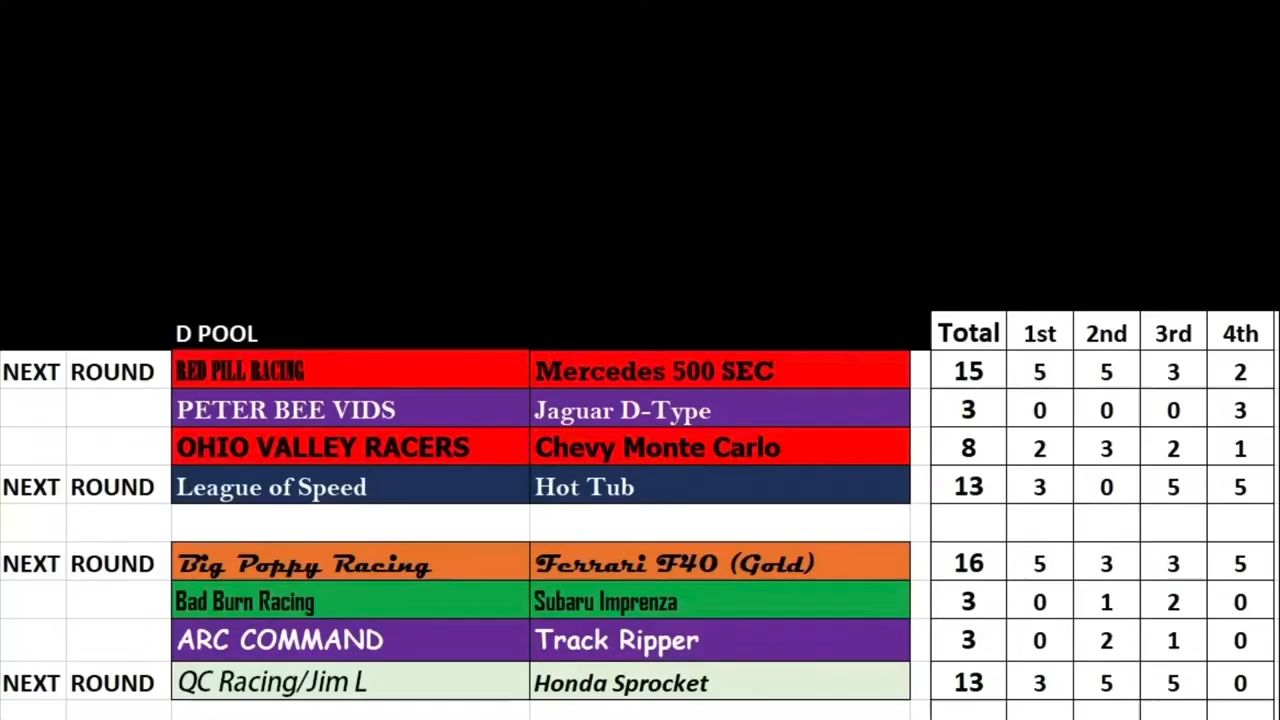 D POOL Total 1st 2nd 3rd 4th
NEXT ROUND RED PILL RACING Mercedes 500 SEC 15 5 5 3 2
PETER BEE VIDS Jaguar D-Type 3 0 0 0 3
OHIO VALLEY RACERS Chevy Monte Carlo 8 2 3 2 1
NEXT ROUND League of Speed Hot Tub 13 3 0 5 5
NEXT ROUND Big Poppy Racing Ferrari F40 (Gold) 16 5 3 3 5
Bad Burn Racing Subaru Imprenza 3 0 1 2 0
ARC COMMAND Track Ripper 3 0 2 1 0
NEXT ROUND QC Racing/Jim L Honda Sprocket 13 3 5 5 0